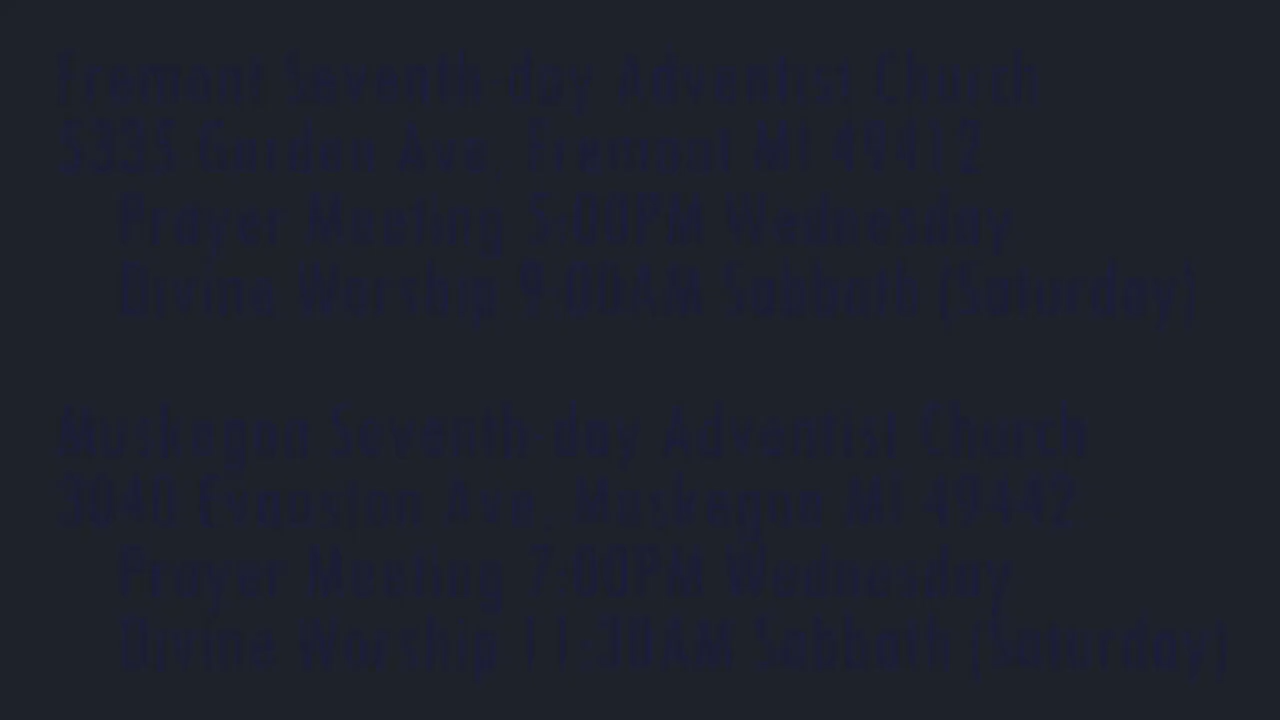 Fremont Seventh-day Adventist Church
5335 Garden Ave, Fremont MI 49412
Prayer Meeting 5:00PM Wednesday
Divine Worship 9:00AM Sabbath (Saturday)
Muskegon Seventh-day Adventist Church
3040 Evanston Ave, Muskegon MI 49442
Prayer Meeting 7:00PM Wednesday
Divine Worship 11:30AM Sabbath (Saturday)